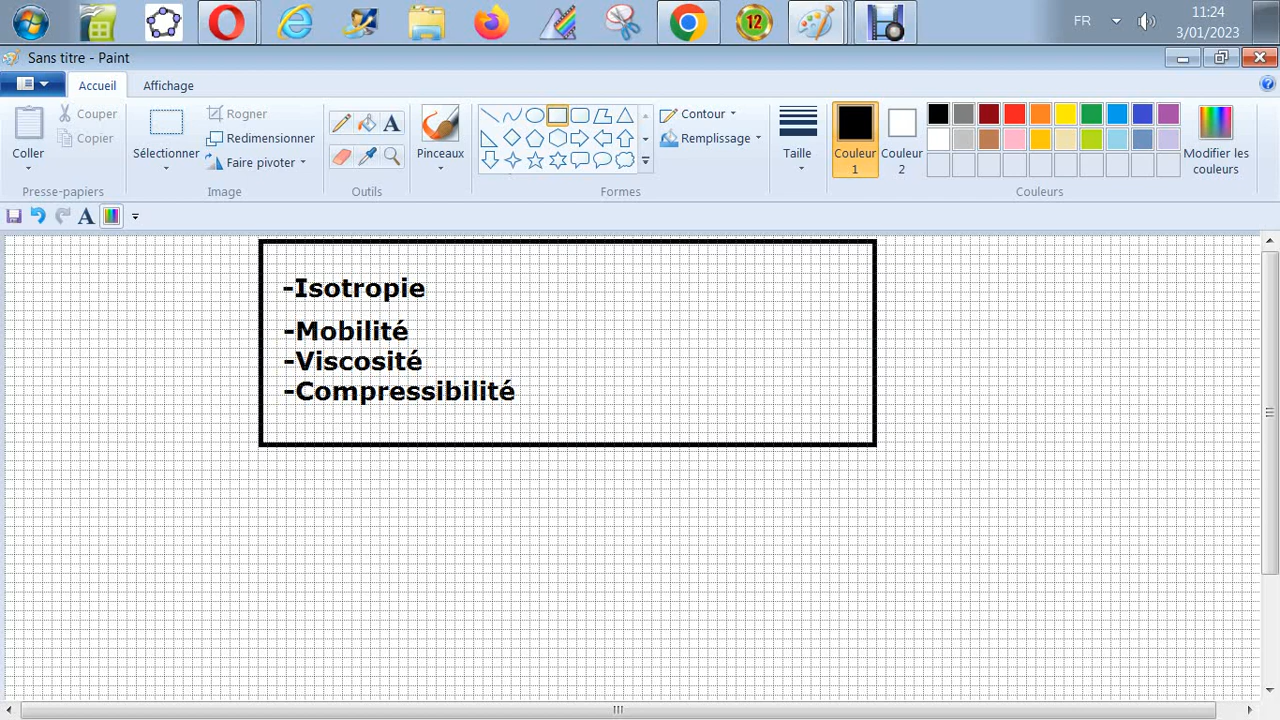 FR
11:24
3/01/2023
12
Sans titre - Paint
Accueil
Affichage
Coller
Couper
Copier
Presse-papiers
Sélectionner
Rogner
Redimensionner
Faire pivoter
Image
A
Outils
Pinceaux
Contour
Remplissage
Formes
Taille
Couleur
1
Couleur
2
Modifier les
couleurs
Couleurs
A
-Isotropie
-Mobilité
-Viscosité
-Compressibilité